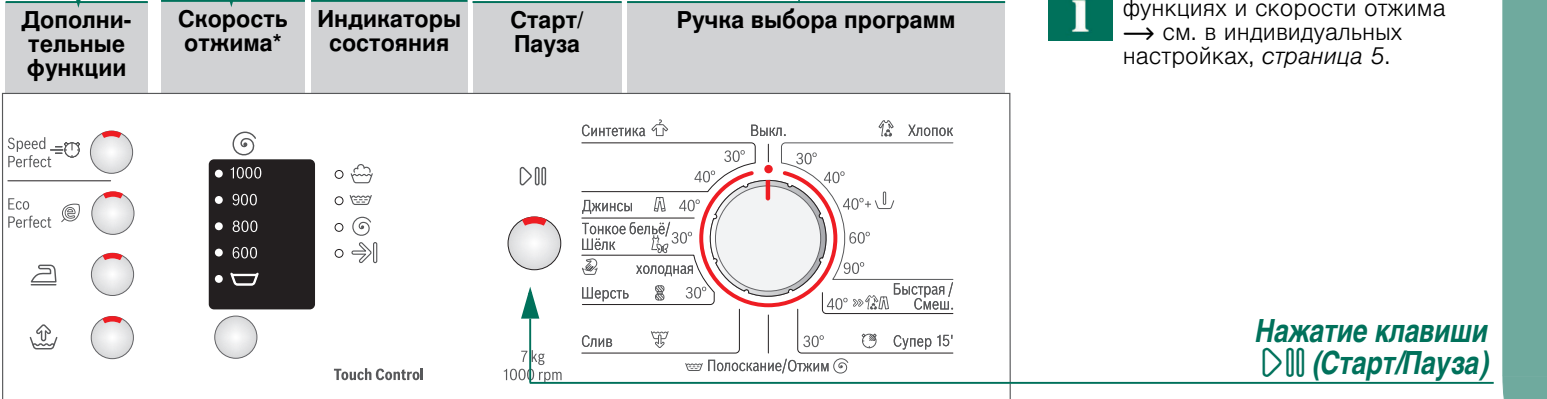 Дополни-
тельные
функции
Скорость
отжима*
Индикаторы
состояния
Старт/
Пауза
Ручка выбора программ
i
функциях и скорости отжима
→ см. в индивидуальных
настройках, страница 5.
Speed
Perfect
Eco
Perfect
1000
900
800
600
Touch Control
7 kg
1000 rpm
Синтетика
Выкл.
Хлопок
30°
30°
40°
40°
Джинсы 40°
40°+
Тонкое бельё/
Шёлк 30°
60°
холодная
90°
Шерсть 30°
Быстрая /
40° Смеш.
Слив
30° Супер 15'
Полоскание/Отжим
Нажатие клавиши
(Старт/Пауза)